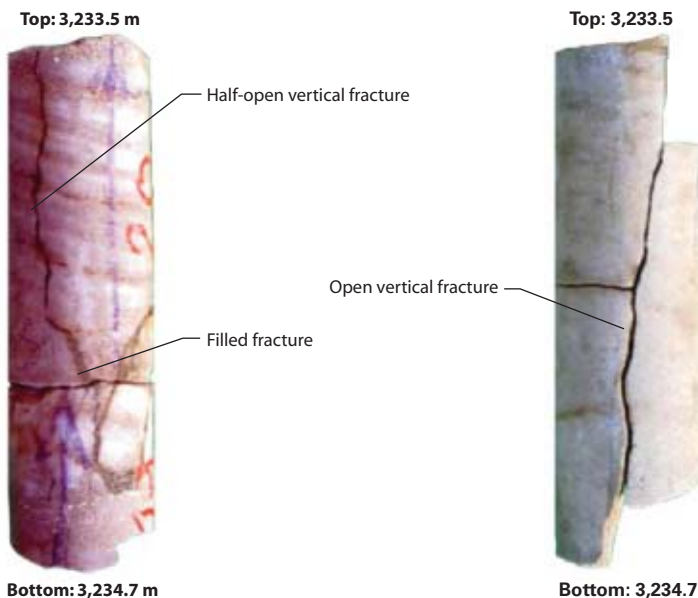 Top: 3,233.5 m
Top: 3,233.5
Half-open vertical fracture
Open vertical fracture
Filled fracture
Bottom: 3,234.7 m
Bottom: 3,234.7